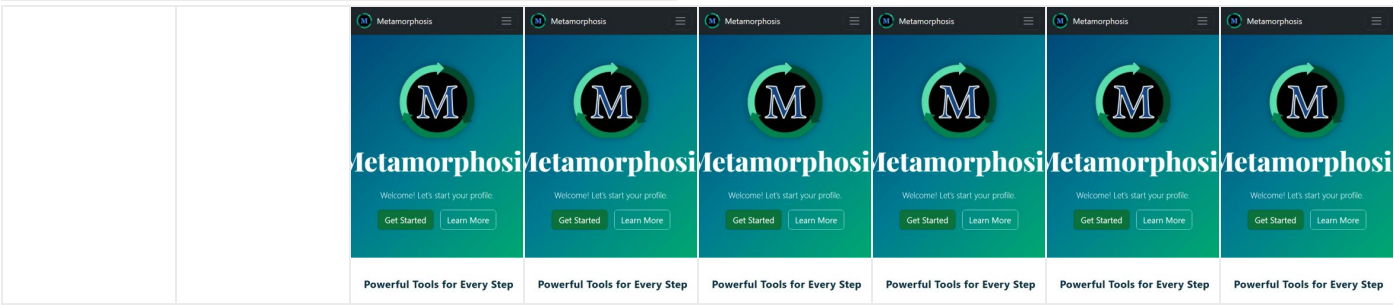 M Metamorphosis
M
Metamorphosi
Welcome! Let's start your profile.
Get Started Learn More
Powerful Tools for Every Step
M Metamorphosis
M
Metamorphosi
Welcome! Let's start your profile.
Get Started Learn More
Powerful Tools for Every Step
M Metamorphosis
M
Metamorphosi
Welcome! Let's start your profile.
Get Started Learn More
Powerful Tools for Every Step
M Metamorphosis
M
Metamorphosi
Welcome! Let's start your profile.
Get Started Learn More
Powerful Tools for Every Step
M Metamorphosis
M
Metamorphosi
Welcome! Let's start your profile.
Get Started Learn More
Powerful Tools for Every Step
M Metamorphosis
M
Metamorphosi
Welcome! Let's start your profile.
Get Started Learn More
Powerful Tools for Every Step